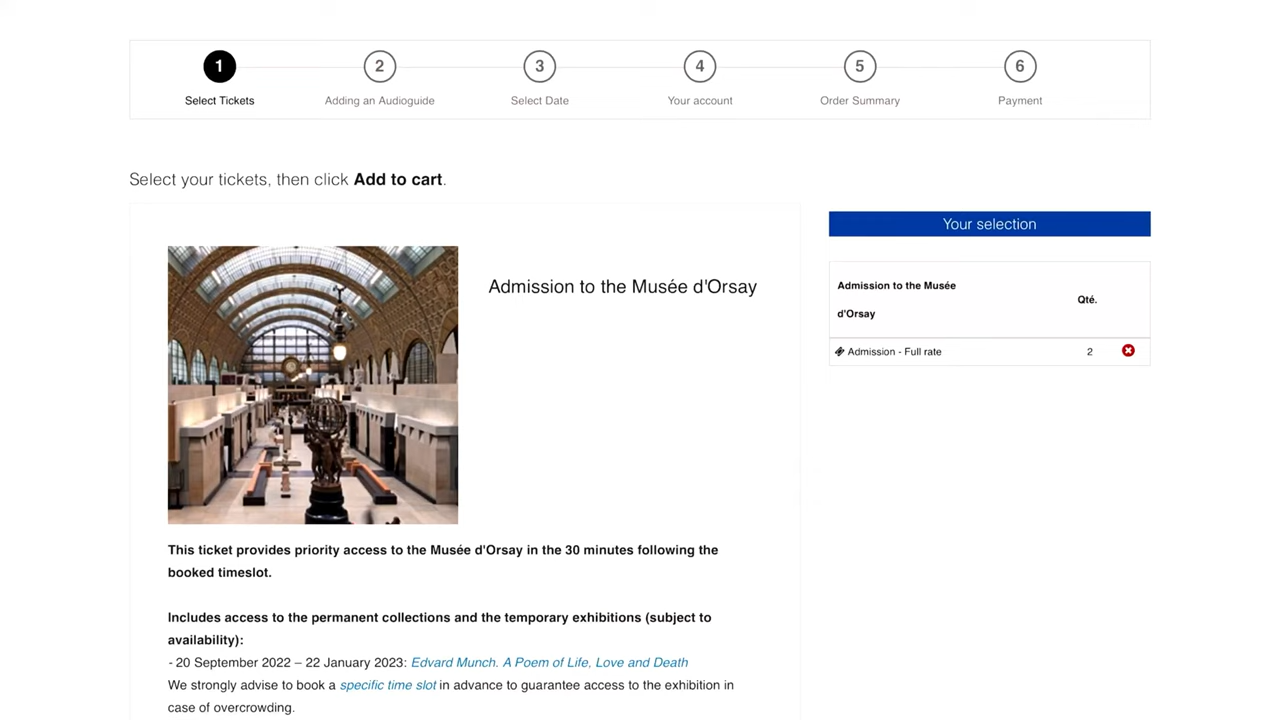 1 2 3 4 5 6
Select Tickets Adding an Audioguide Select Date Your account Order Summary Payment
Select your tickets, then click Add to cart.
Admission to the Musée d'Orsay
This ticket provides priority access to the Musée d'Orsay in the 30 minutes following the
booked timeslot.
Includes access to the permanent collections and the temporary exhibitions (subject to
availability):
- 20 September 2022 – 22 January 2023: Edvard Munch. A Poem of Life, Love and Death
We strongly advise to book a specific time slot in advance to guarantee access to the exhibition in
case of overcrowding.
Your selection
Admission to the Musée
d'Orsay
Qté.
Admission - Full rate 2